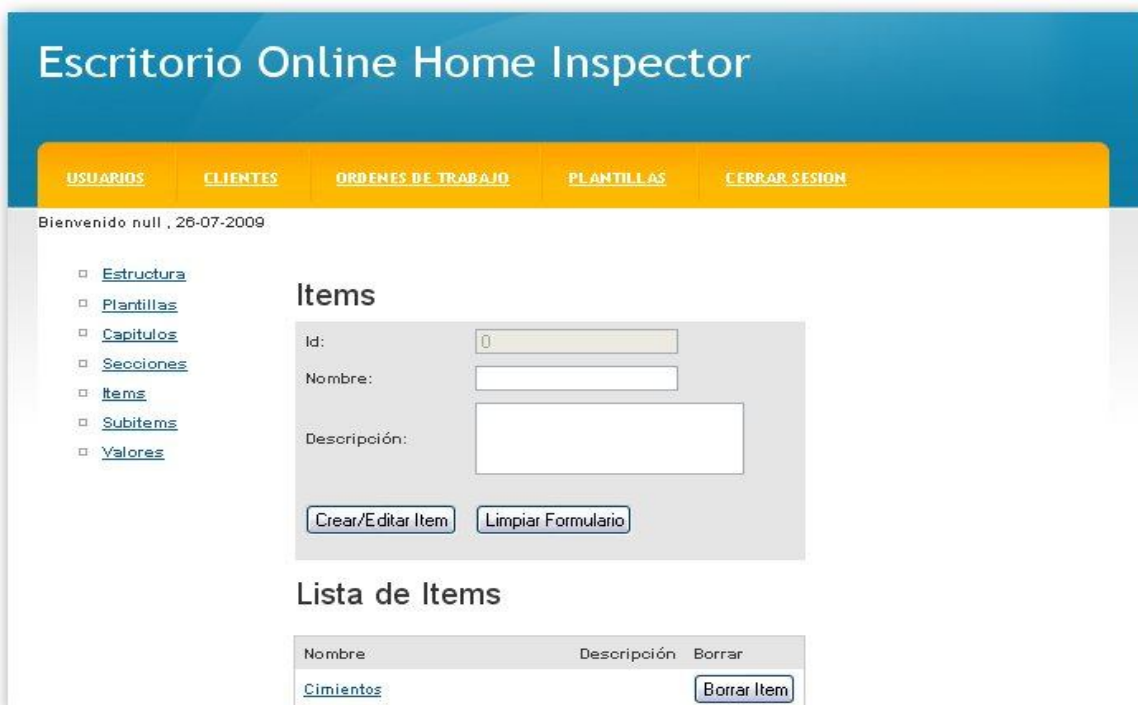 Escritorio Online Home Inspector
USUARIOS CLIENTES ORDENES DE TRABAJO PLANTILLAS CERRAR SESION
Bienvenido null , 26-07-2009
Estructura
Plantillas
Capitulos
Secciones
Items
Subitems
Valores
Items
Id: 0
Nombre:
Descripción:
Crear/Editar Item Limpiar Formulario
Lista de Items
Nombre Descripción Borrar
Cimientos Borrar Item